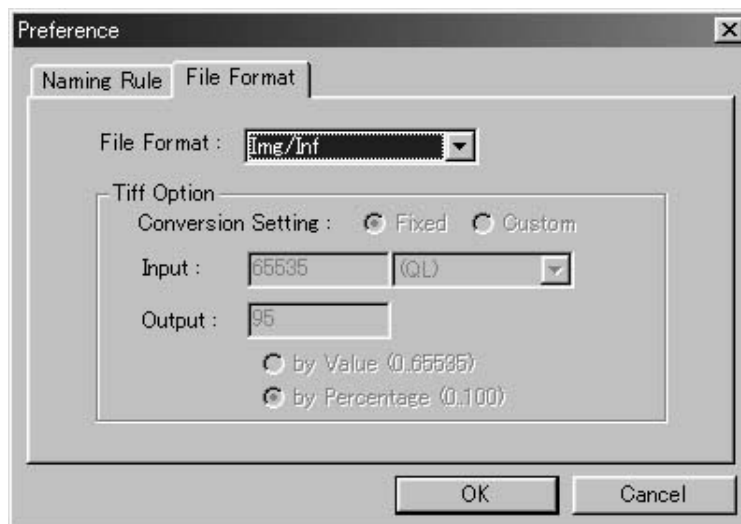 Preference
Naming Rule File Format
File Format : Img/Inf
Tiff Option
Conversion Setting : Fixed Custom
Input : 65535 (QL)
Output : 95
by Value (0..65535)
by Percentage (0..100)
OK Cancel